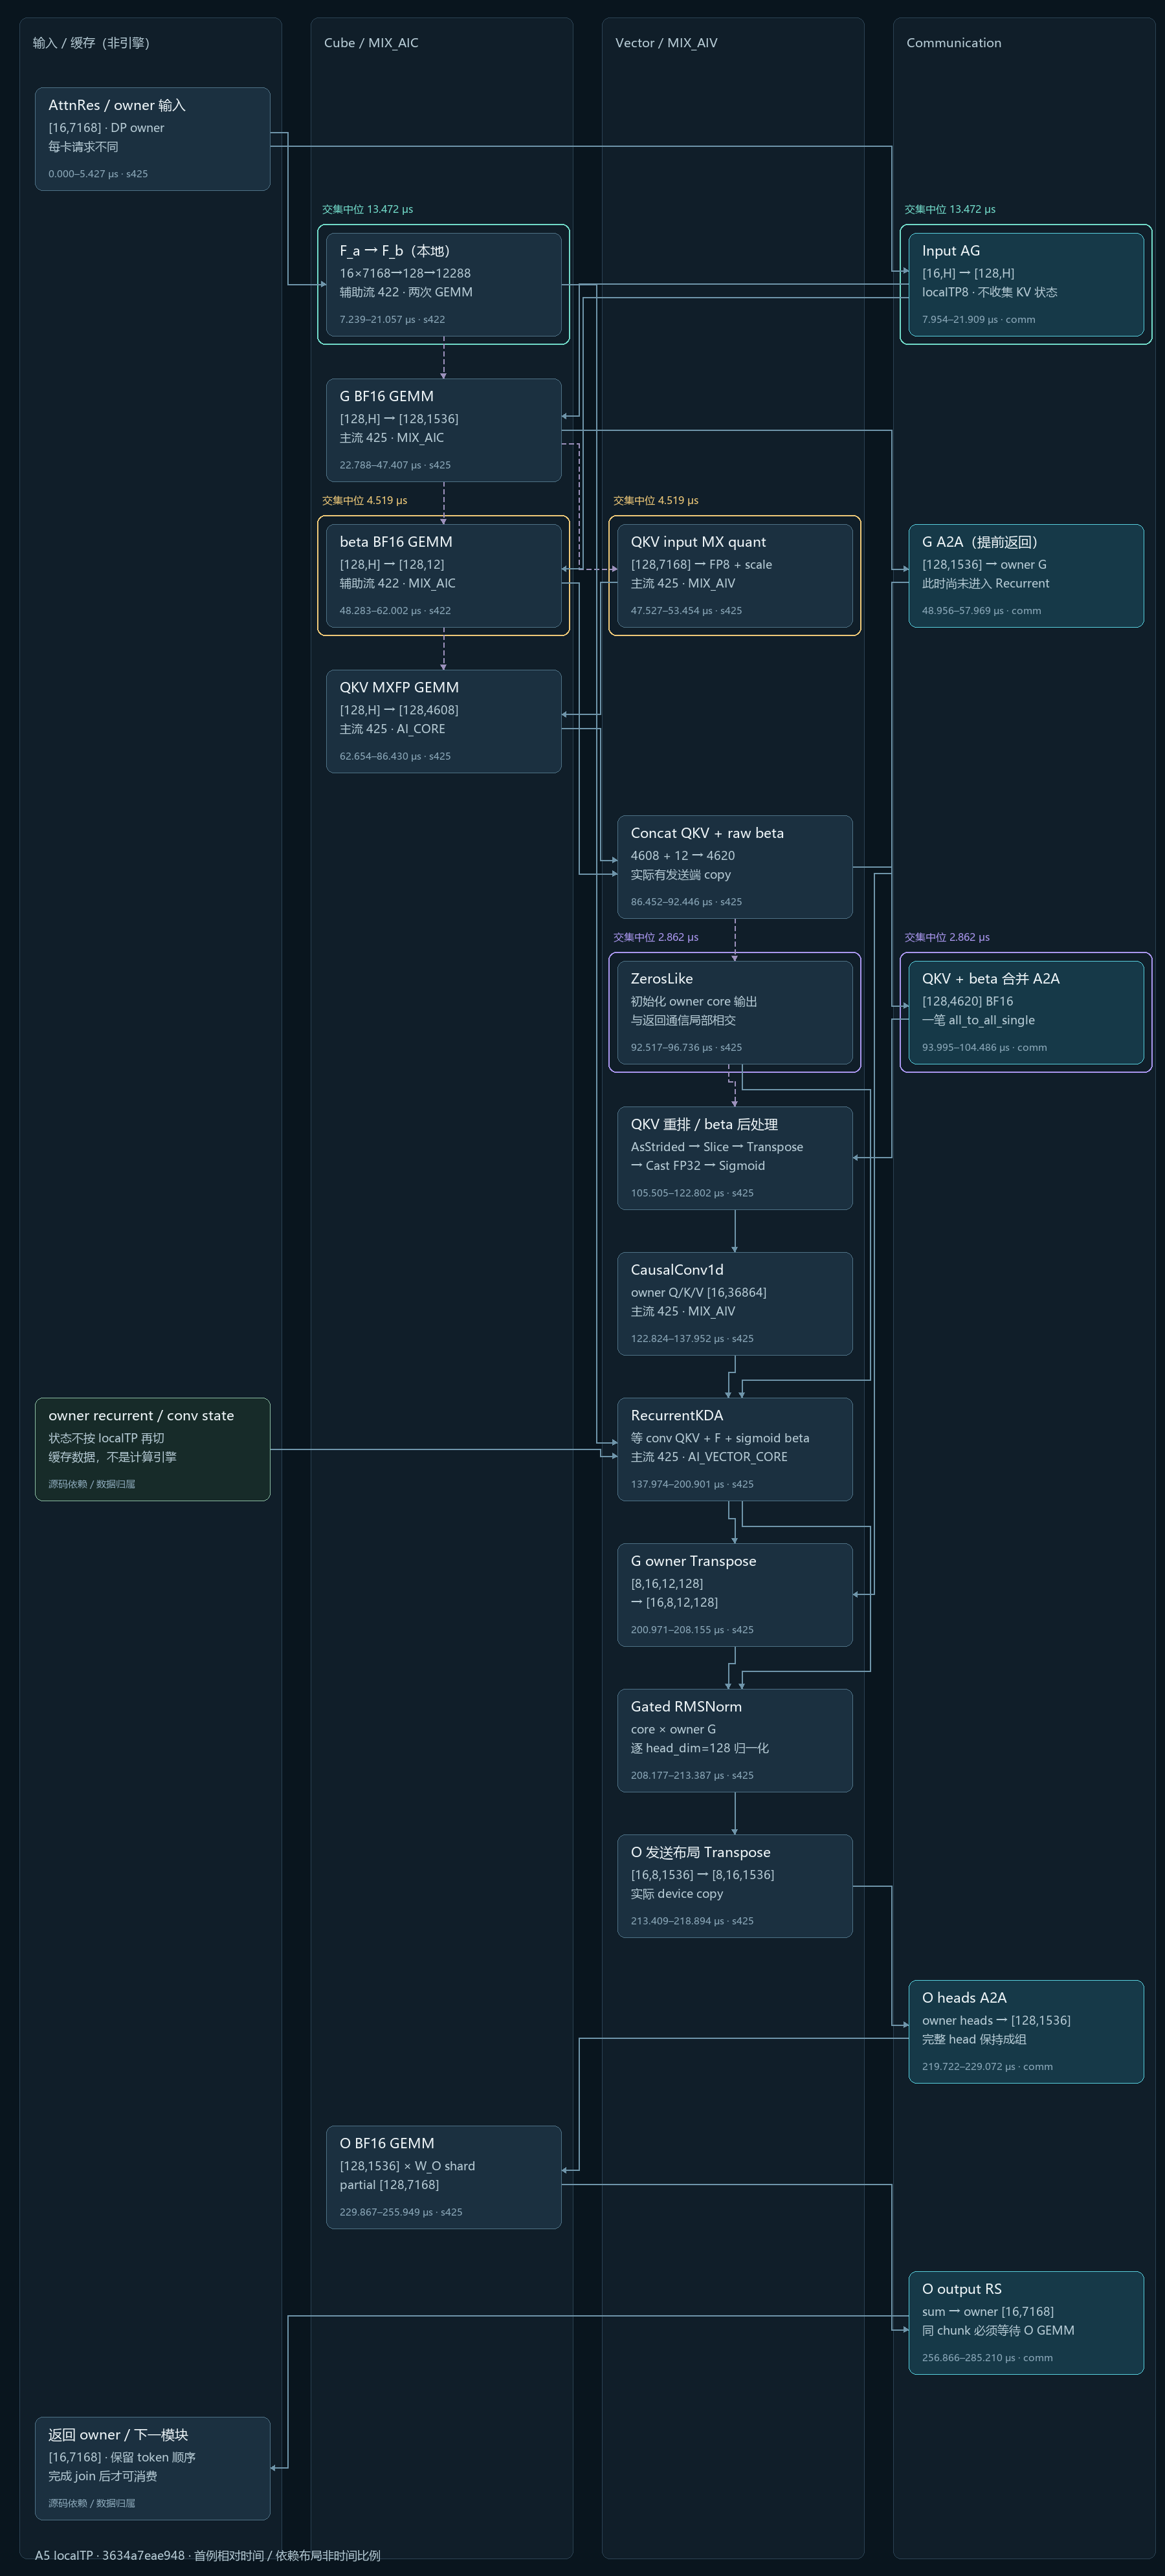 输入 / 缓存（非引擎）
Cube / MIX_AIC
Vector / MIX_AIV
Communication
AttnRes / owner 输入
[16,7168] · DP owner
每卡请求不同
0.000–5.427 μs · s425
交集中位 13.472 μs
F_a → F_b（本地）
16×7168→128→12288
辅助流 422 · 两次 GEMM
7.239–21.057 μs · s422
交集中位 13.472 μs
Input AG
[16,H] → [128,H]
localTP8 · 不收集 KV 状态
7.954–21.909 μs · comm
G BF16 GEMM
[128,H] → [128,1536]
主流 425 · MIX_AIC
22.788–47.407 μs · s425
交集中位 4.519 μs
beta BF16 GEMM
[128,H] → [128,12]
辅助流 422 · MIX_AIC
48.283–62.002 μs · s422
交集中位 4.519 μs
QKV input MX quant
[128,7168] → FP8 + scale
主流 425 · MIX_AIV
47.527–53.454 μs · s425
G A2A（提前返回）
[128,1536] → owner G
此时尚未进入 Recurrent
48.956–57.969 μs · comm
QKV MXFP GEMM
[128,H] → [128,4608]
主流 425 · AI_CORE
62.654–86.430 μs · s425
Concat QKV + raw beta
4608 + 12 → 4620
实际有发送端 copy
86.452–92.446 μs · s425
交集中位 2.862 μs
ZerosLike
初始化 owner core 输出
与返回通信局部相交
92.517–96.736 μs · s425
交集中位 2.862 μs
QKV + beta 合并 A2A
[128,4620] BF16
一笔 all_to_all_single
93.995–104.486 μs · comm
QKV 重排 / beta 后处理
AsStrided → Slice → Transpose
→ Cast FP32 → Sigmoid
105.505–122.802 μs · s425
CausalConv1d
owner Q/K/V [16,36864]
主流 425 · MIX_AIV
122.824–137.952 μs · s425
owner recurrent / conv state
状态不按 localTP 再切
缓存数据，不是计算引擎
源码依赖 / 数据归属
RecurrentKDA
等 conv QKV + F + sigmoid beta
主流 425 · AI_VECTOR_CORE
137.974–200.901 μs · s425
G owner Transpose
[8,16,12,128]
→ [16,8,12,128]
200.971–208.155 μs · s425
Gated RMSNorm
core × owner G
逐 head_dim=128 归一化
208.177–213.387 μs · s425
O 发送布局 Transpose
[16,8,1536] → [8,16,1536]
实际 device copy
213.409–218.894 μs · s425
O heads A2A
owner heads → [128,1536]
完整 head 保持成组
219.722–229.072 μs · comm
O BF16 GEMM
[128,1536] × W_O shard
partial [128,7168]
229.867–255.949 μs · s425
O output RS
sum → owner [16,7168]
同 chunk 必须等待 O GEMM
256.866–285.210 μs · comm
返回 owner / 下一模块
[16,7168] · 保留 token 顺序
完成 join 后才可消费
源码依赖 / 数据归属
A5 localTP · 3634a7eae948 · 首例相对时间 / 依赖布局非时间比例